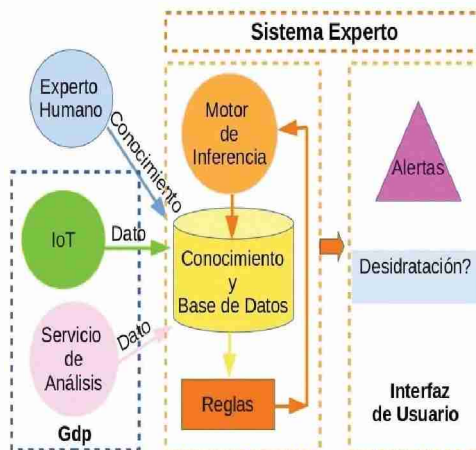 Sistema Experto
Experto
Humano
Conocimiento
Motor
de
Inferencia
Alertas
IoT
Dato
Conocimiento
y
Base de Datos
Desidratación?
Servicio
de
Análisis
Dato
Reglas
Interfaz
de Usuario
Gdp